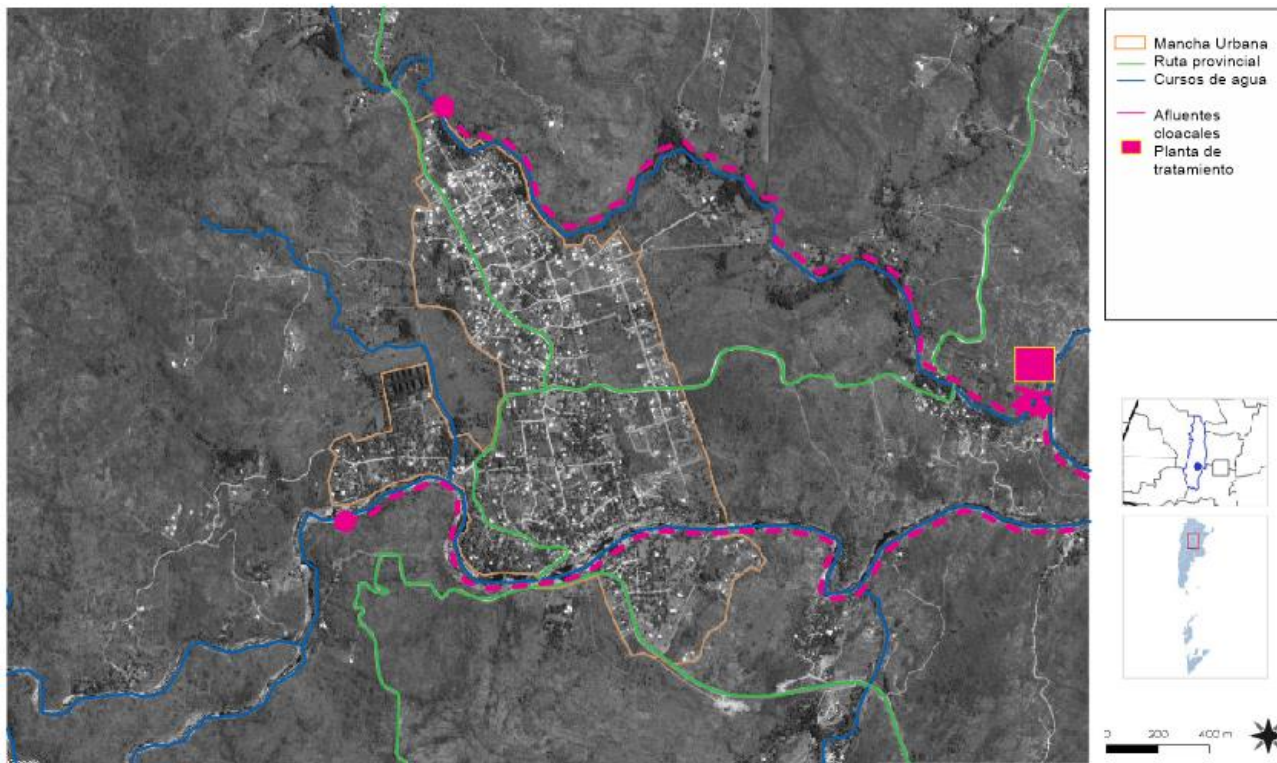 Mancha Urbana
Ruta provincial
Cursos de agua
Afluentes
cloacales
Planta de
tratamiento
0 200 400 m